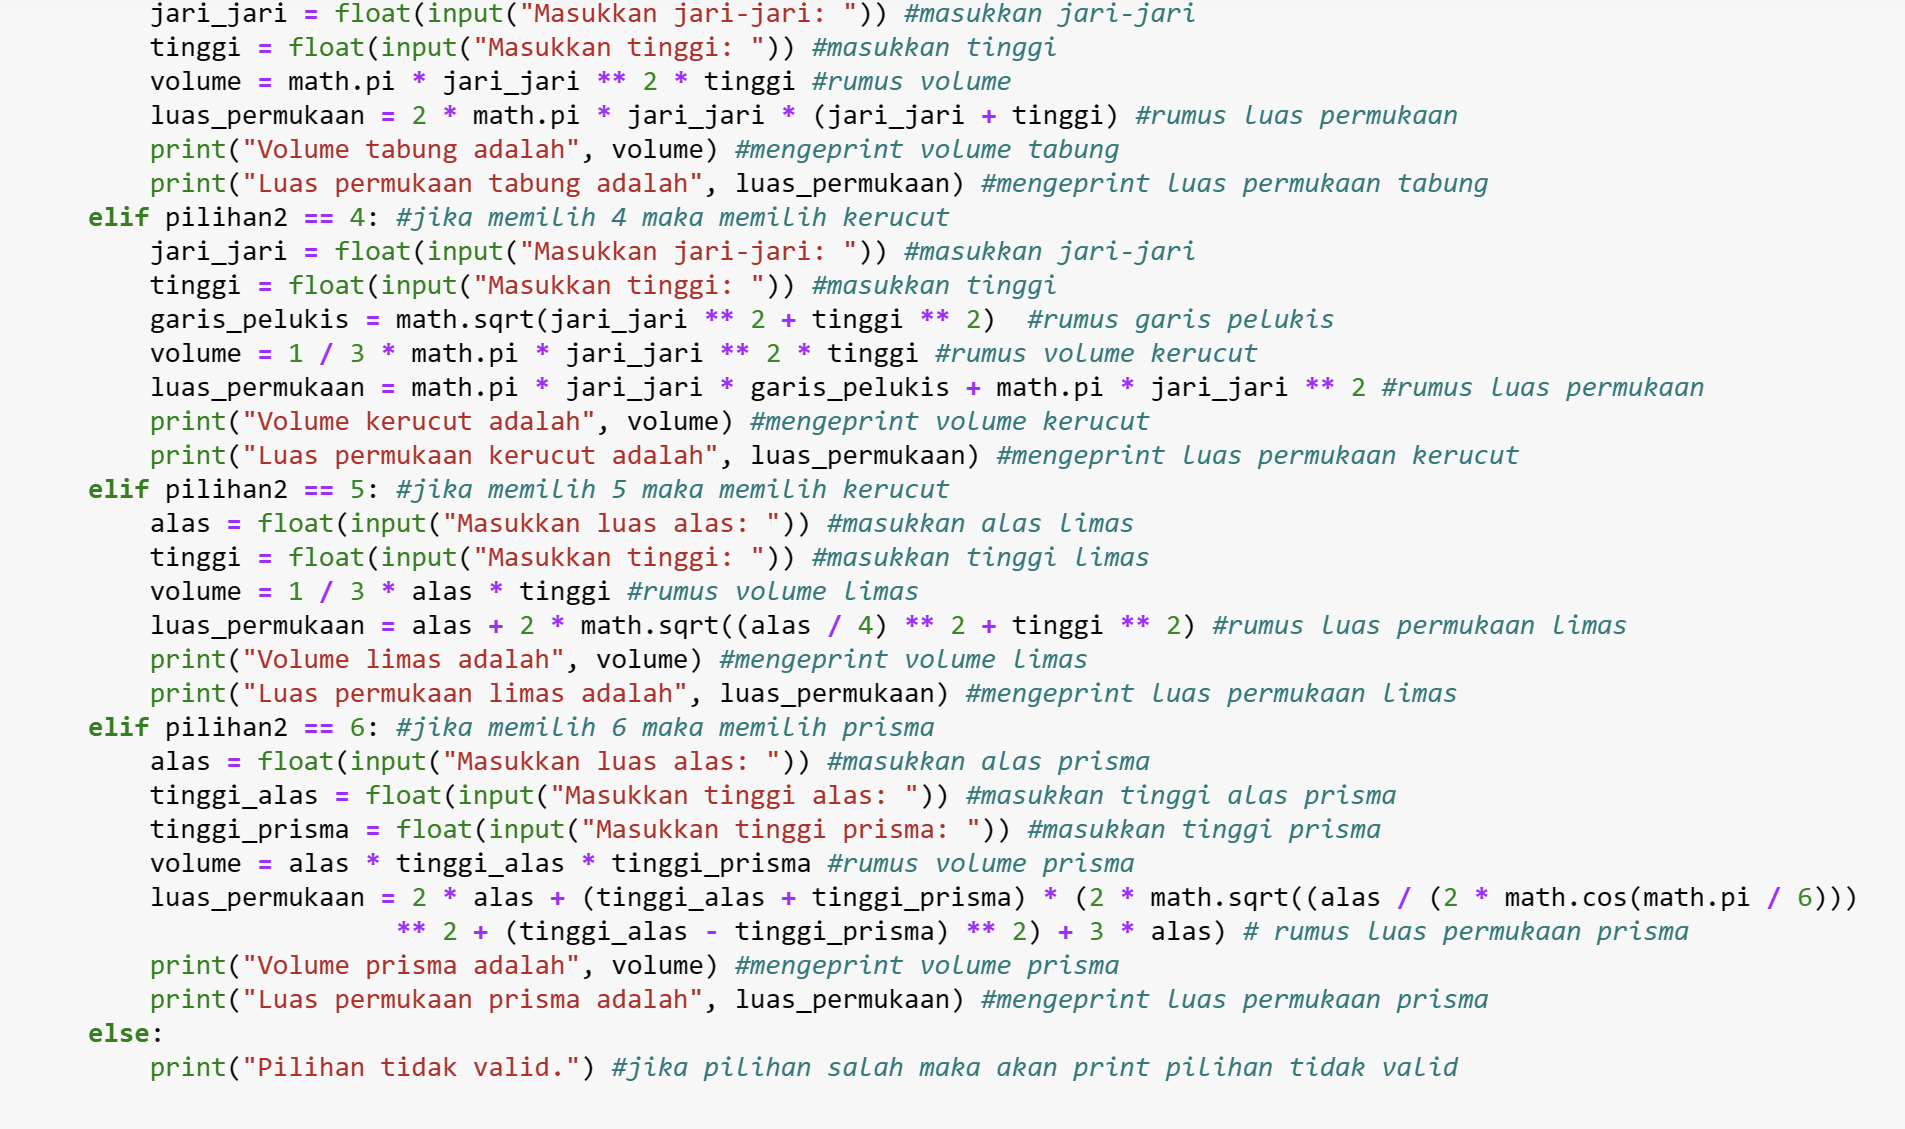 jari_jari = float(input("Masukkan jari-jari: ")) #masukkan jari-jari
tinggi = float(input("Masukkan tinggi: ")) #masukkan tinggi
volume = math.pi * jari_jari ** 2 * tinggi #rumus volume
luas_permukaan = 2 * math.pi * jari_jari * (jari_jari + tinggi) #rumus luas permukaan
print("Volume tabung adalah", volume) #mengeprint volume tabung
print("Luas permukaan tabung adalah", luas_permukaan) #mengeprint luas permukaan tabung
elif pilihan2 == 4: #jika memilih 4 maka memilih kerucut
jari_jari = float(input("Masukkan jari-jari: ")) #masukkan jari-jari
tinggi = float(input("Masukkan tinggi: ")) #masukkan tinggi
garis_pelukis = math.sqrt(jari_jari ** 2 + tinggi ** 2)  #rumus garis pelukis
volume = 1 / 3 * math.pi * jari_jari ** 2 * tinggi #rumus volume kerucut
luas_permukaan = math.pi * jari_jari * garis_pelukis + math.pi * jari_jari ** 2 #rumus luas permukaan
print("Volume kerucut adalah", volume) #mengeprint volume kerucut
print("Luas permukaan kerucut adalah", luas_permukaan) #mengeprint luas permukaan kerucut
elif pilihan2 == 5: #jika memilih 5 maka memilih kerucut
alas = float(input("Masukkan luas alas: ")) #masukkan alas limas
tinggi = float(input("Masukkan tinggi: ")) #masukkan tinggi limas
volume = 1 / 3 * alas * tinggi #rumus volume limas
luas_permukaan = alas + 2 * math.sqrt((alas / 4) ** 2 + tinggi ** 2) #rumus luas permukaan limas
print("Volume limas adalah", volume) #mengeprint volume limas
print("Luas permukaan limas adalah", luas_permukaan) #mengeprint luas permukaan limas
elif pilihan2 == 6: #jika memilih 6 maka memilih prisma
alas = float(input("Masukkan luas alas: ")) #masukkan alas prisma
tinggi_alas = float(input("Masukkan tinggi alas: ")) #masukkan tinggi alas prisma
tinggi_prisma = float(input("Masukkan tinggi prisma: ")) #masukkan tinggi prisma
volume = alas * tinggi_alas * tinggi_prisma #rumus volume prisma
luas_permukaan = 2 * alas + (tinggi_alas + tinggi_prisma) * (2 * math.sqrt((alas / (2 * math.cos(math.pi / 6)))
** 2 + (tinggi_alas - tinggi_prisma) ** 2) + 3 * alas) # rumus luas permukaan prisma
print("Volume prisma adalah", volume) #mengeprint volume prisma
print("Luas permukaan prisma adalah", luas_permukaan) #mengeprint luas permukaan prisma
else:
print("Pilihan tidak valid.") #jika pilihan salah maka akan print pilihan tidak valid